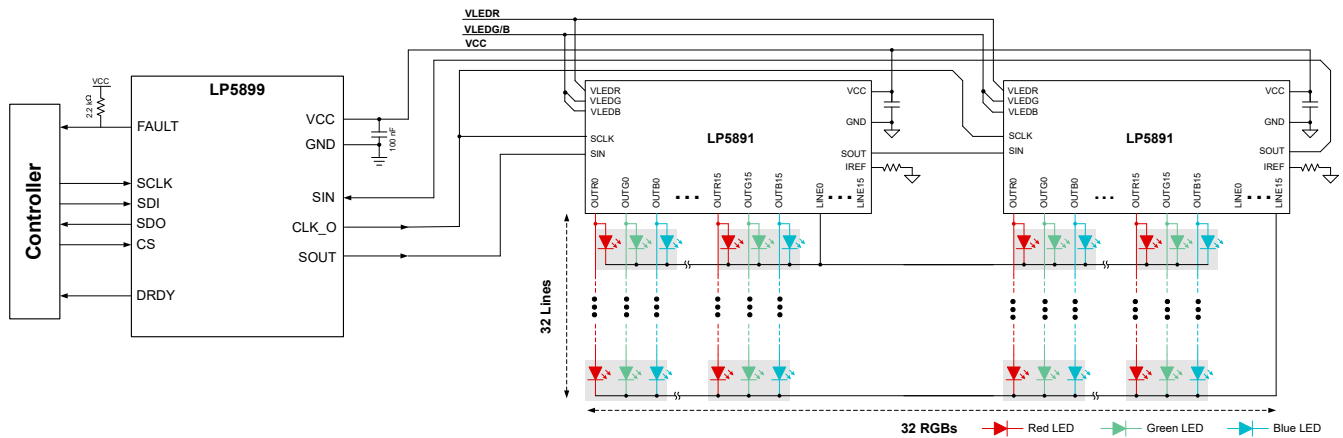 VLEDR
VLEDG/B
VCC
Controller
VCC
2.2 kΩ
LP5899
FAULT
SCLK
SDI
SDO
CS
DRDY
VCC
GND
SIN
CLK_O
SOUT
100 nF
VLEDR
VLEDG
VLEDB
SCLK
SIN
LP5891
VCC
GND
SOUT
IREF
OUTR0
OUTG0
OUTB0
OUTR15
OUTG15
OUTB15
LINE0
LINE15
VLEDR
VLEDG
VLEDB
SCLK
SIN
LP5891
VCC
GND
SOUT
IREF
OUTR0
OUTG0
OUTB0
OUTR15
OUTG15
OUTB15
LINE0
LINE15
32 Lines
32 RGBs
Red LED
Green LED
Blue LED